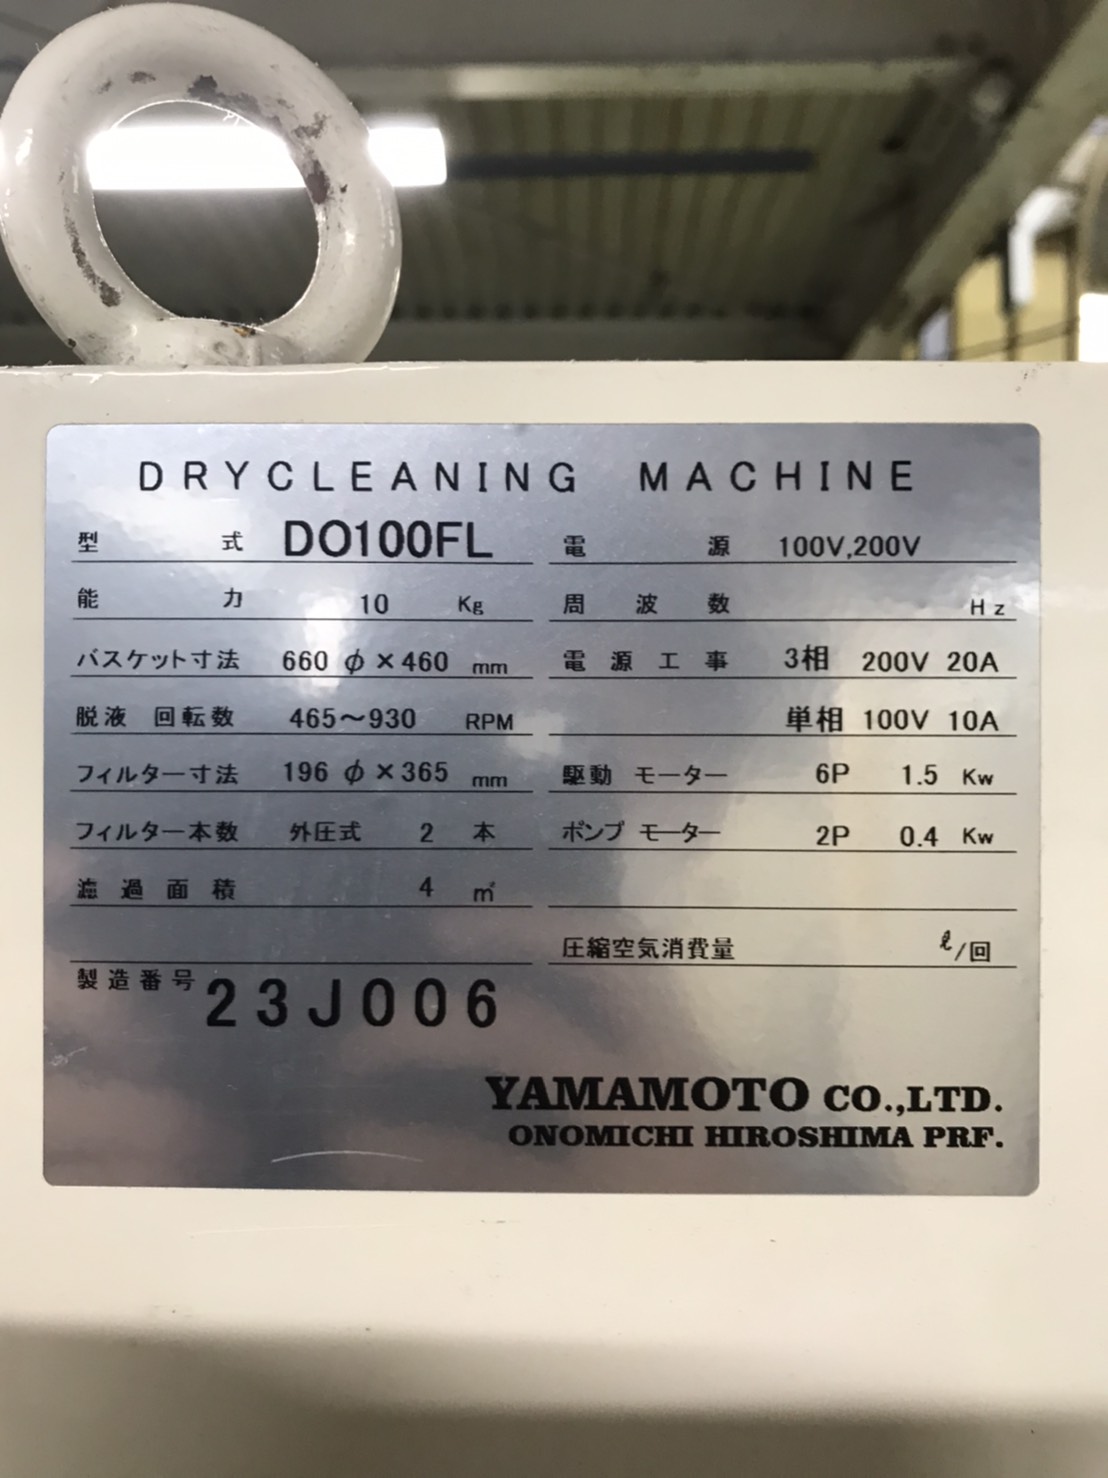 DRYCLEANING MACHINE
型式 DO100FL
能力 10 Kg
バスケット寸法 660 φ×460 mm
脱液 回転数 465～930 RPM
フィルター寸法 196 φ×365 mm
フィルター本数 外圧式 2 本
濾過面積 4 ㎡
製造番号 23J006
電源 100V,200V
周波数 Hz
電源工事 3相 200V 20A
単相 100V 10A
駆動 モーター 6P 1.5 Kw
ポンプ モーター 2P 0.4 Kw
圧縮空気消費量 ℓ/回
YAMAMOTO CO.,LTD.
ONOMICHI HIROSHIMA PRF.